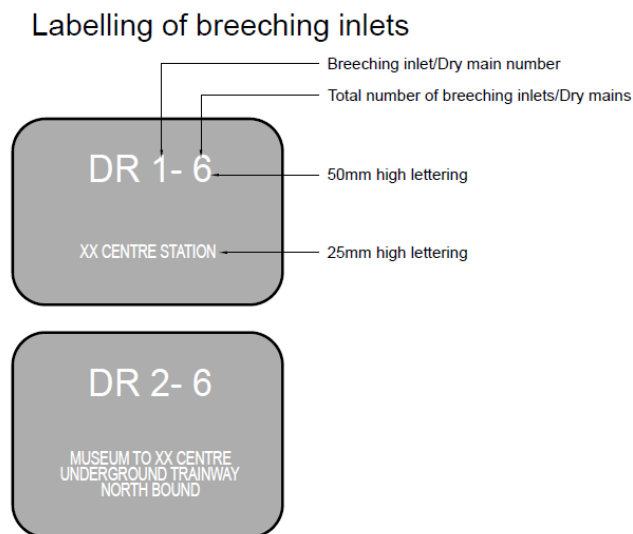 Labelling of breeching inlets
Breeching inlet/Dry main number
Total number of breeching inlets/Dry mains
DR 1- 6
50mm high lettering
XX CENTRE STATION
25mm high lettering
DR 2- 6
MUSEUM TO XX CENTRE
UNDERGROUND TRAINWAY
NORTH BOUND